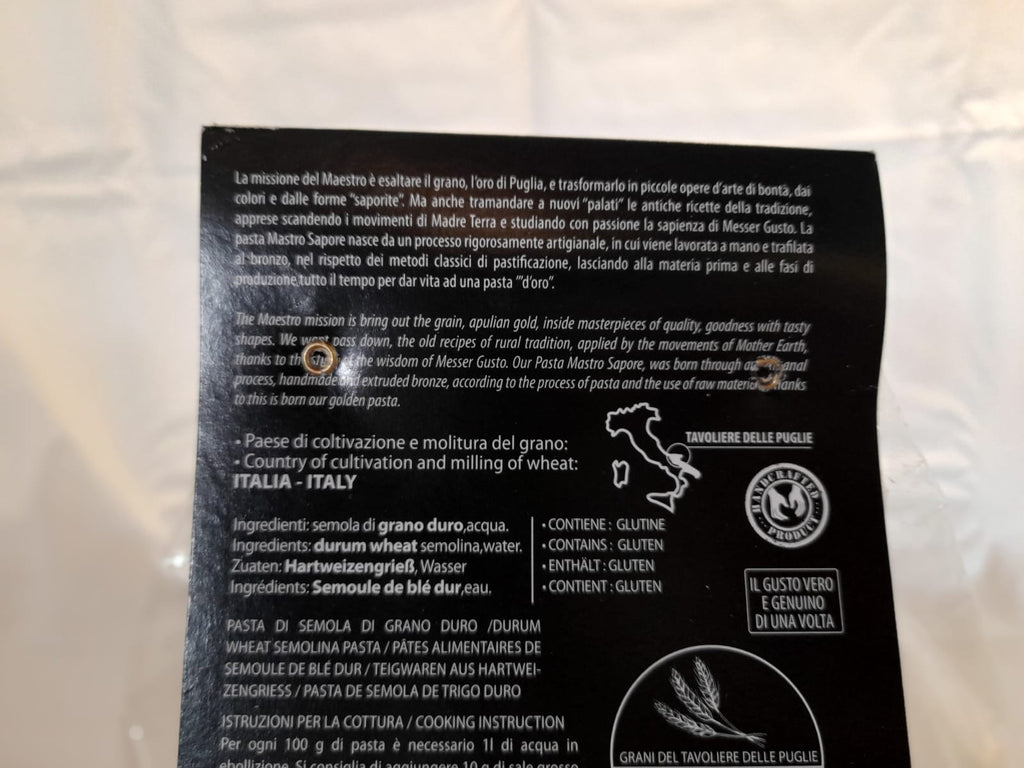 La missione del Maestro è esaltare il grano, l'oro di Puglia, e trasformarlo in piccole opere d'arte di bontà, dai
colori e dalle forme "saporite". Ma anche tramandare a nuovi "palati" le antiche ricette della tradizione,
apprese scandendo i movimenti di Madre Terra e studiando con passione la sapienza di Messer Gusto. La
pasta Mastro Sapore nasce da un processo rigorosamente artigianale, in cui viene lavorata a mano e trafilata
al bronzo, nel rispetto dei metodi classici di pastificazione, lasciando alla materia prima e alle fasi di
produzione tutto il tempo per dar vita ad una pasta '"d'oro".
The Maestro mission is bring out the grain, apulian gold, inside masterpieces of quality, goodness with tasty
shapes. We want pass down, the old recipes of rural tradition, applied by the movements of Mother Earth,
thanks to the the wisdom of Messer Gusto. Our Pasta Mastro Sapore, was born through
process, handmade and extruded bronze, according to the process of pasta and the use of raw material thanks
to this is born our golden pasta.
• Paese di coltivazione e molitura del grano:
• Country of cultivation and milling of wheat:
ITALIA - ITALY
TAVOLIERE DELLE PUGLIE
HANDCRAFTED
PRODUCT
Ingredienti: semola di grano duro,acqua.
Ingredients: durum wheat semolina,water.
Zuaten: Hartweizengrieß, Wasser
Ingrédients: Semoule de blé dur,eau.
• CONTIENE : GLUTINE
• CONTAINS : GLUTEN
• ENTHÄLT : GLUTEN
• CONTIENT : GLUTEN
IL GUSTO VERO
E GENUINO
DI UNA VOLTA
PASTA DI SEMOLA DI GRANO DURO /DURUM
WHEAT SEMOLINA PASTA / PÂTES ALIMENTAIRES DE
SEMOULE DE BLÉ DUR / TEIGWAREN AUS HARTWEI-
ZENGRIESS / PASTA DE SEMOLA DE TRIGO DURO
ISTRUZIONI PER LA COTTURA / COOKING INSTRUCTION
Per ogni 100 g di pasta è necessario 1l di acqua in
ebollizione. Si consiglia di aggiungere 10 g di sale grosso
GRANI DEL TAVOLIERE DELLE PUGLIE